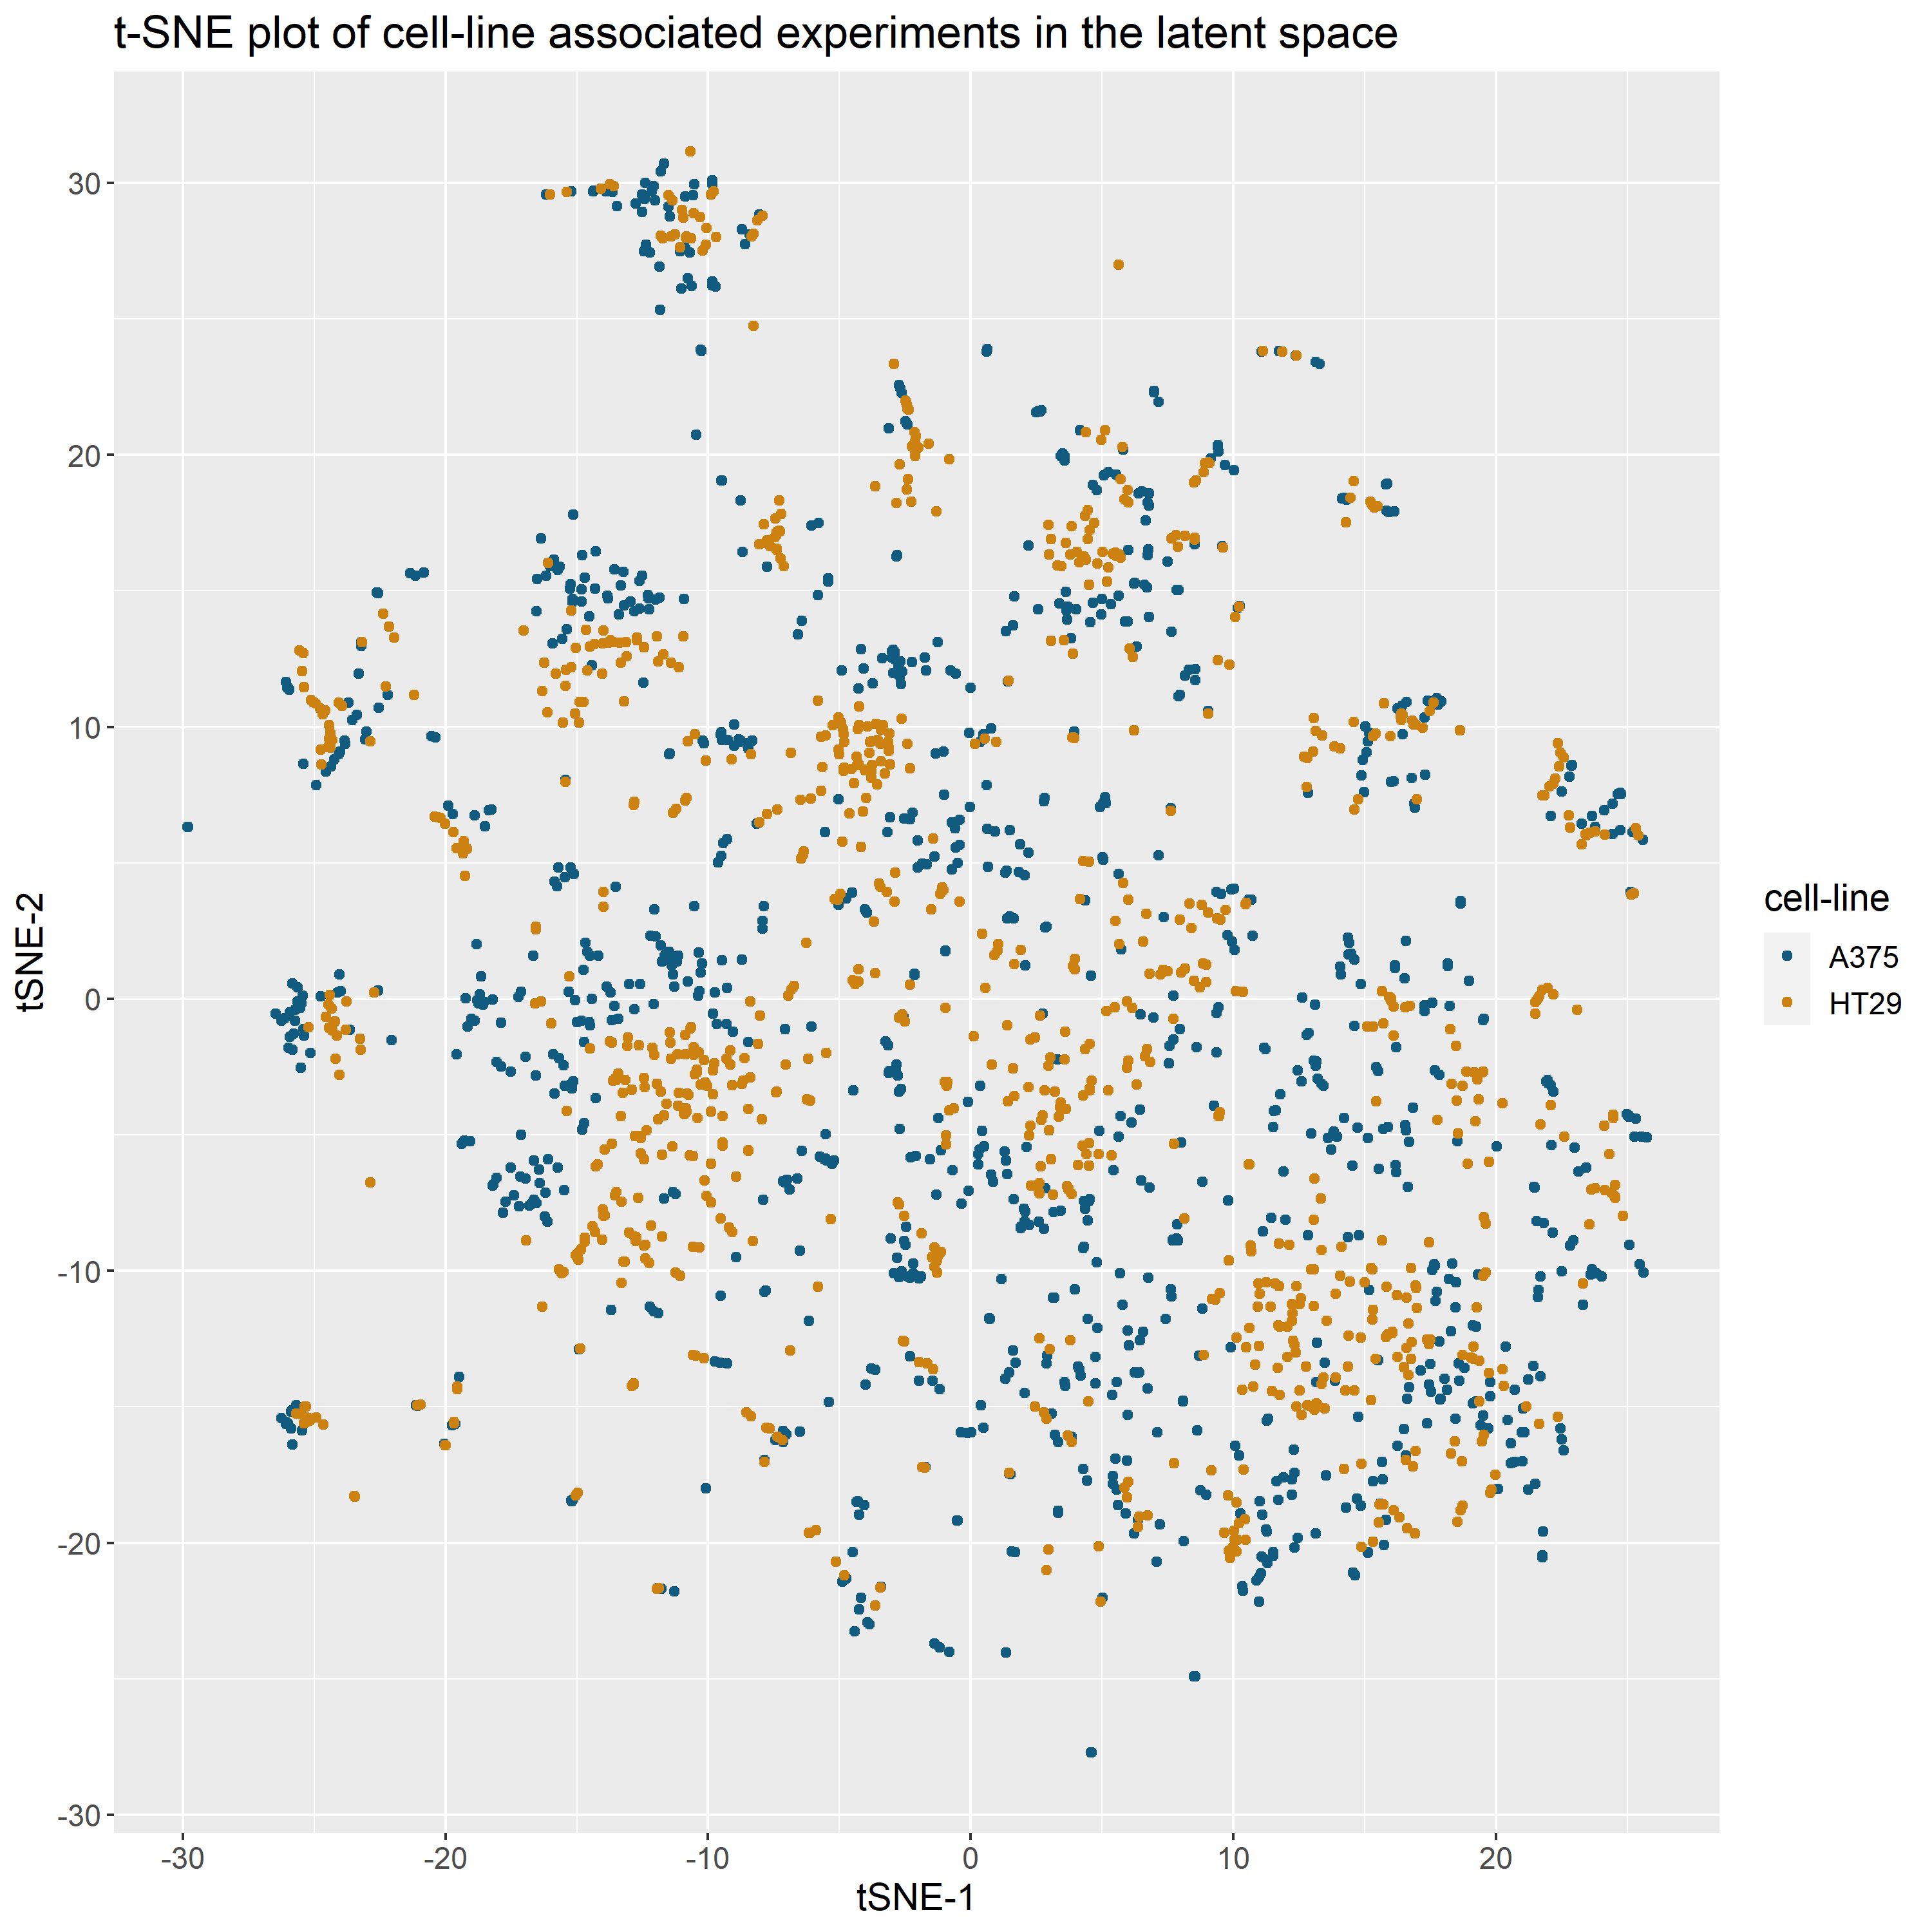 t-SNE plot of cell-line associated experiments in the latent space
30
20
10
0
-10
-20
-30
tSNE-2
-30
-20
-10
0
10
20
tSNE-1
cell-line
A375
HT29